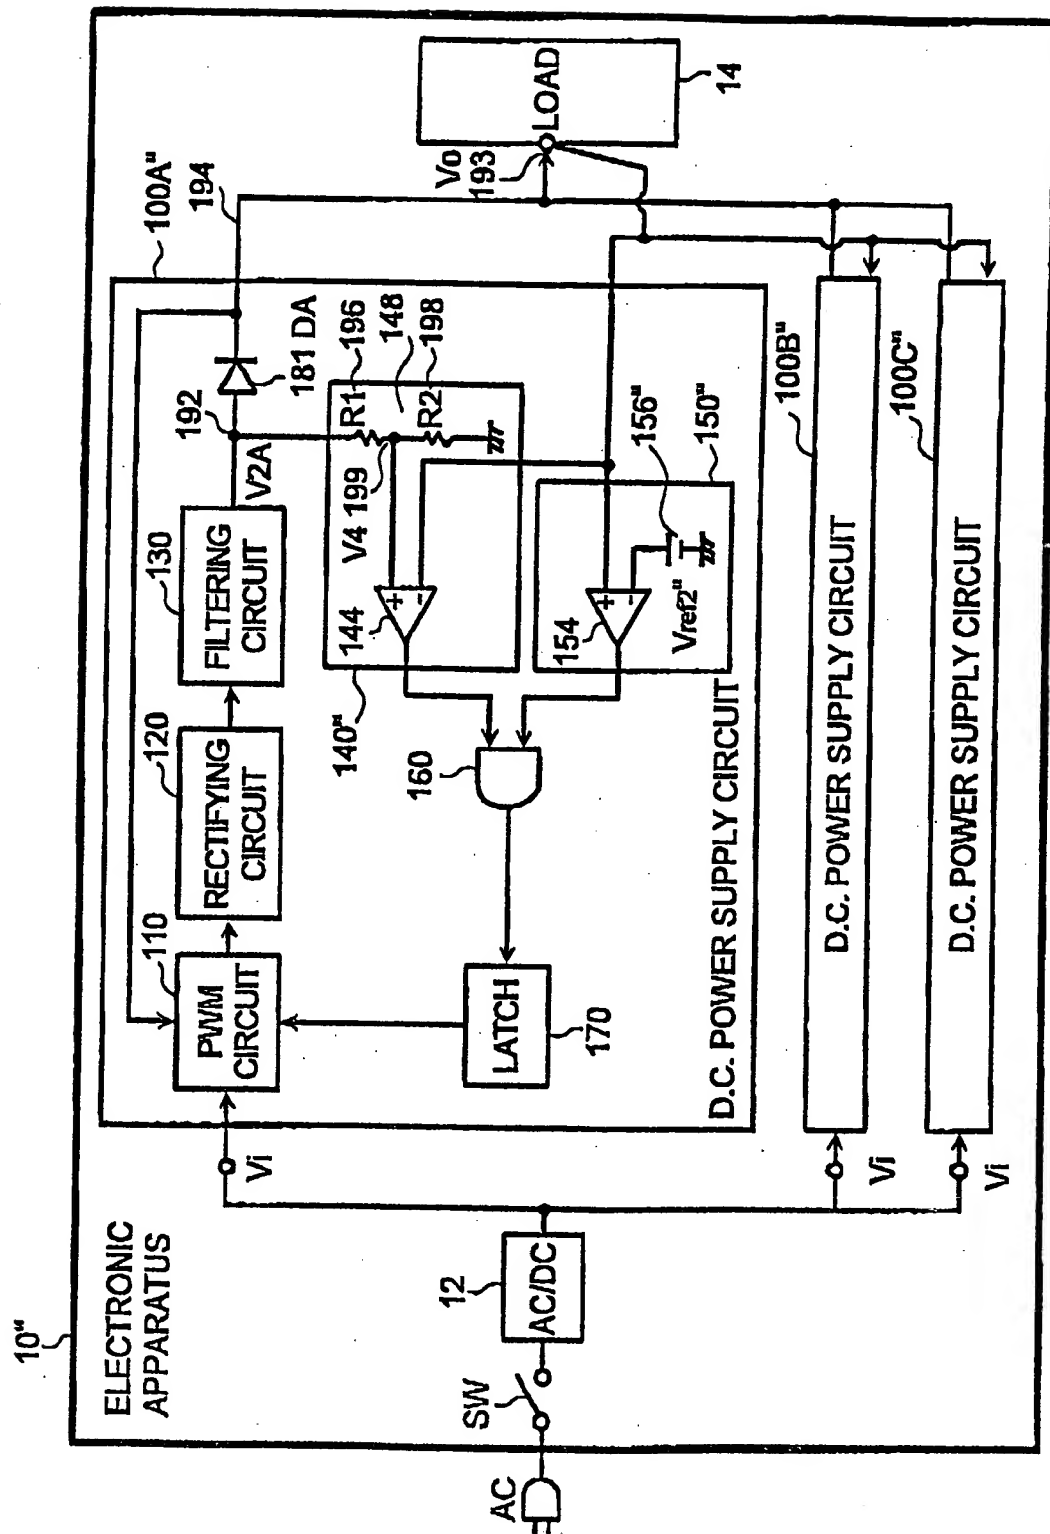 10"
ELECTRONIC
APPARATUS
AC
SW
12
AC/DC
Vi
Vi
Vi
110
PWM
CIRCUIT
120
RECTIFYING
CIRCUIT
130
FILTERING
CIRCUIT
V2A
192
181 DA
100A"
194
R1
196
148
R2
198
V4
199
144
140"
160
LATCH
170
154
Vref2"
156"
150"
D.C. POWER SUPPLY CIRCUIT
100B"
D.C. POWER SUPPLY CIRCUIT
100C"
D.C. POWER SUPPLY CIRCUIT
Vo
193
LOAD
14